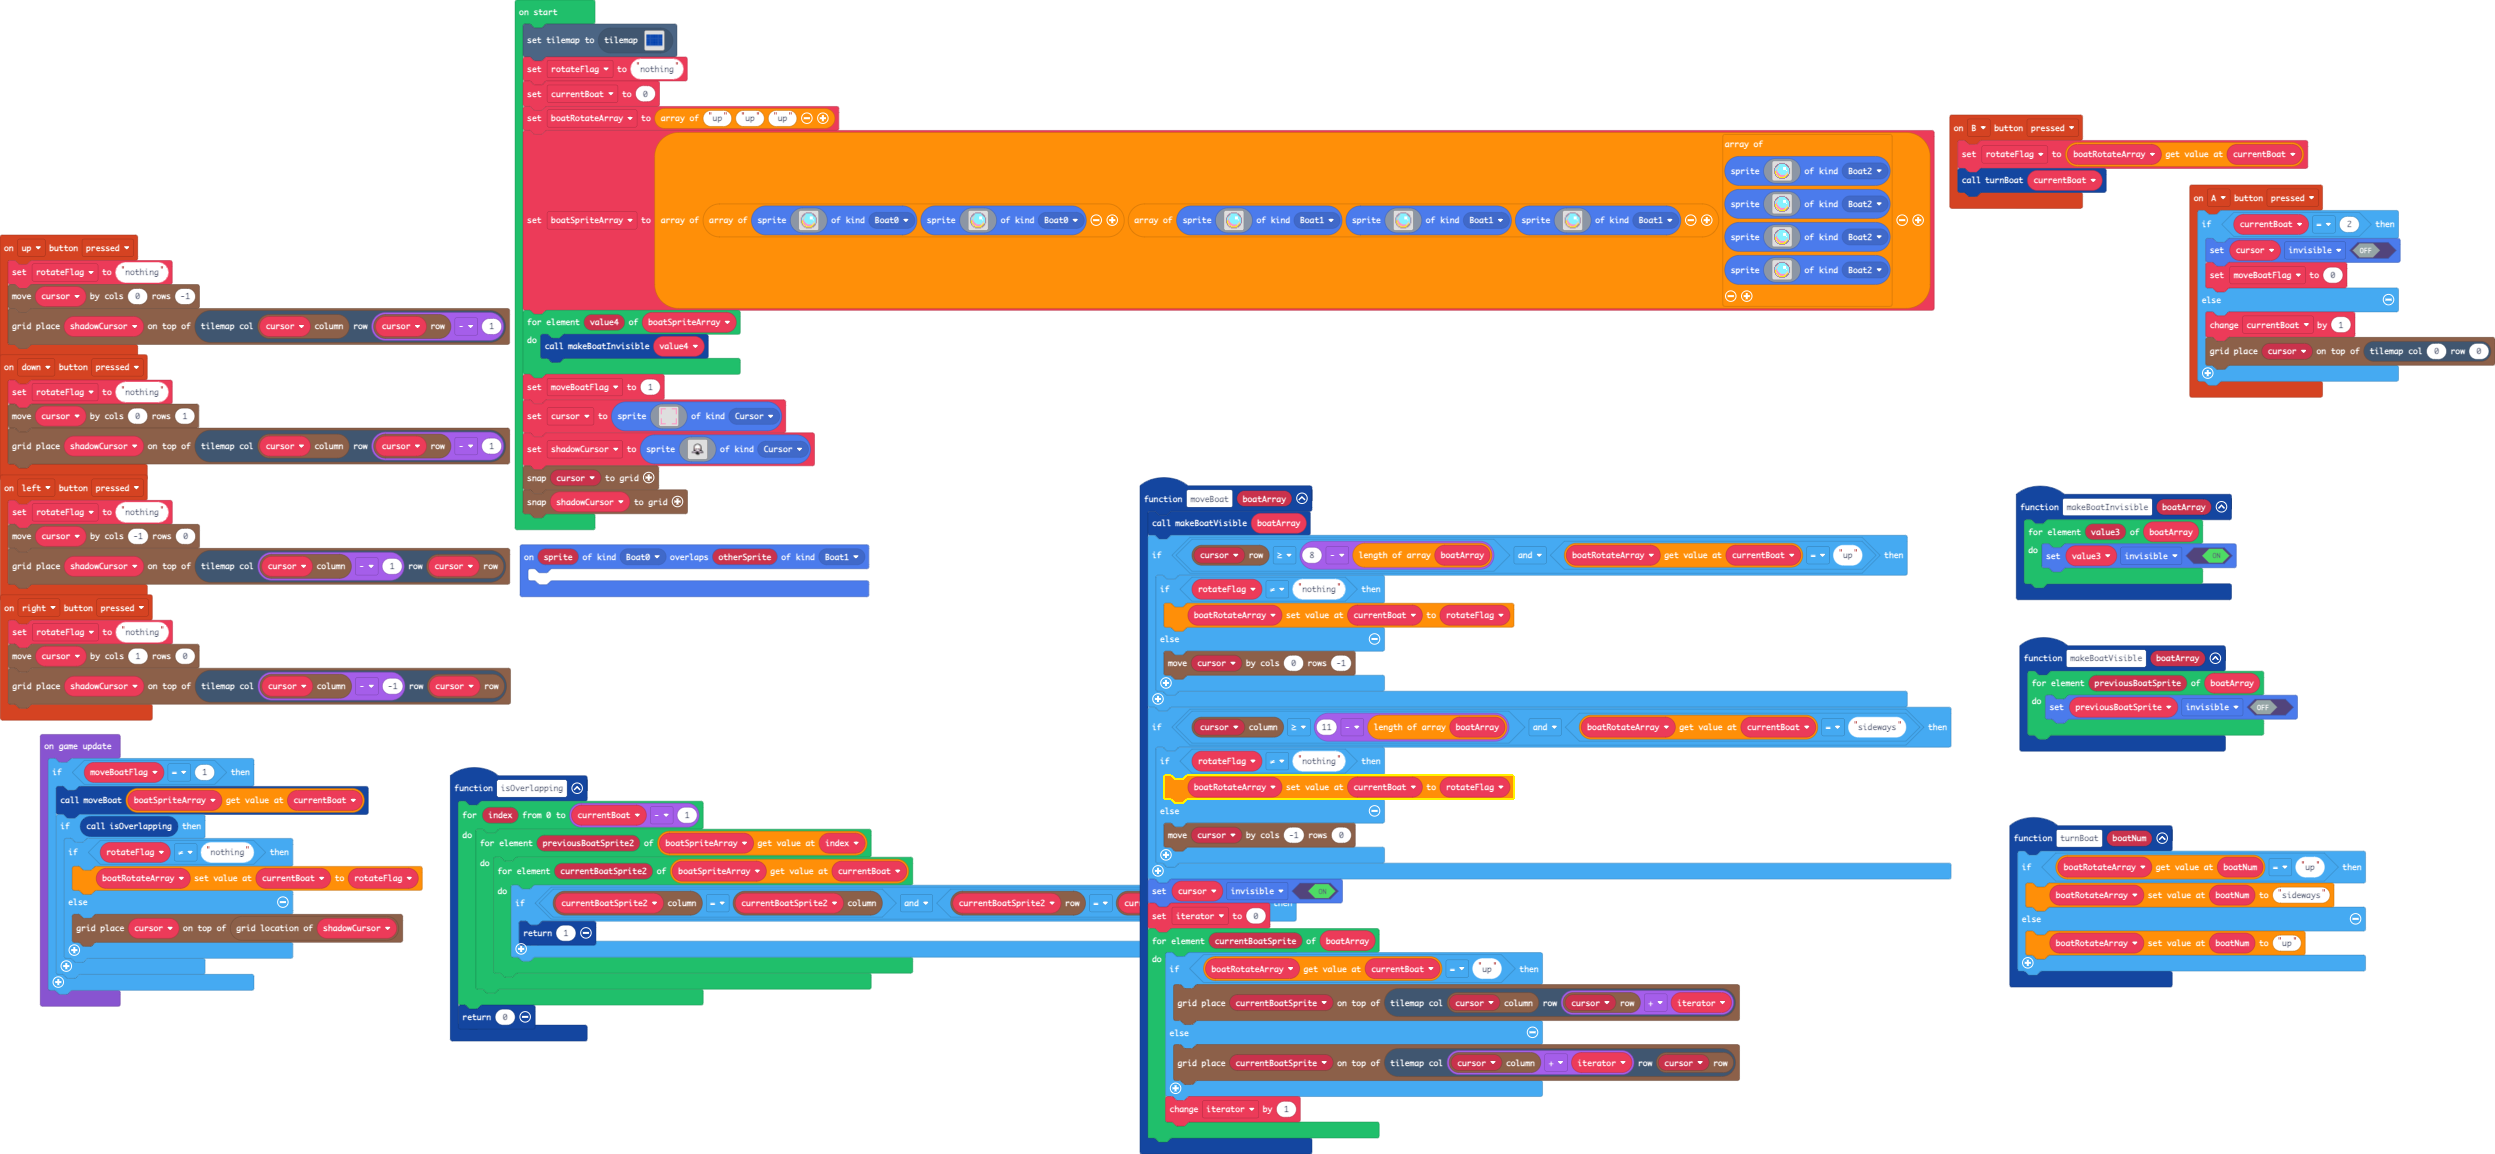 on start
set tilemap to tilemap
set rotateFlag to "nothing"
set currentBoat to 0
set boatRotateArray to array of "up" "up" "up"
set boatSpriteArray to array of array of sprite of kind Boat0 sprite of kind Boat0 array of sprite of kind Boat1 sprite of kind Boat1 sprite of kind Boat1
array of
sprite of kind Boat2
sprite of kind Boat2
sprite of kind Boat2
sprite of kind Boat2
for element value4 of boatSpriteArray
do call makeBoatInvisible value4
set moveBoatFlag to 1
set cursor to sprite of kind Cursor
set shadowCursor to sprite of kind Cursor
snap cursor to grid
snap shadowCursor to grid
on B button pressed
set rotateFlag to boatRotateArray get value at currentBoat
call turnBoat currentBoat
on A button pressed
if currentBoat = 2 then
set cursor invisible OFF
set moveBoatFlag to 0
else
change currentBoat by 1
grid place cursor on top of tilemap col 0 row 0
on up button pressed
set rotateFlag to "nothing"
move cursor by cols 0 rows -1
grid place shadowCursor on top of tilemap col cursor column row cursor row - 1
on down button pressed
set rotateFlag to "nothing"
move cursor by cols 0 rows 1
grid place shadowCursor on top of tilemap col cursor column row cursor row - 1
on left button pressed
set rotateFlag to "nothing"
move cursor by cols -1 rows 0
grid place shadowCursor on top of tilemap col cursor column - 1 row cursor row
on right button pressed
set rotateFlag to "nothing"
move cursor by cols 1 rows 0
grid place shadowCursor on top of tilemap col cursor column - -1 row cursor row
on sprite of kind Boat0 overlaps otherSprite of kind Boat1
on game update
if moveBoatFlag = 1 then
call moveBoat boatSpriteArray get value at currentBoat
if call isOverlapping then
if rotateFlag ≠ "nothing" then
boatRotateArray set value at currentBoat to rotateFlag
else
grid place cursor on top of grid location of shadowCursor
function isOverlapping
for index from 0 to currentBoat - 1
do for element previousBoatSprite2 of boatSpriteArray get value at index
do for element currentBoatSprite2 of boatSpriteArray get value at currentBoat
do if currentBoatSprite2 column = currentBoatSprite2 column and currentBoatSprite2 row = then
return 1
return 0
function moveBoat boatArray
call makeBoatVisible boatArray
if cursor row ≥ 8 - length of array boatArray and boatRotateArray get value at currentBoat = "up" then
if rotateFlag ≠ "nothing" then
boatRotateArray set value at currentBoat to rotateFlag
else
move cursor by cols 0 rows -1
if cursor column ≥ 11 - length of array boatArray and boatRotateArray get value at currentBoat = "sideways" then
if rotateFlag ≠ "nothing" then
boatRotateArray set value at currentBoat to rotateFlag
else
move cursor by cols -1 rows 0
set cursor invisible ON
set iterator to 0
for element currentBoatSprite of boatArray
do if boatRotateArray get value at currentBoat = "up" then
grid place currentBoatSprite on top of tilemap col cursor column row cursor row + iterator
else
grid place currentBoatSprite on top of tilemap col cursor column + iterator row cursor row
change iterator by 1
function makeBoatInvisible boatArray
for element value3 of boatArray
do set value3 invisible ON
function makeBoatVisible boatArray
for element previousBoatSprite of boatArray
do set previousBoatSprite invisible OFF
function turnBoat boatNum
if boatRotateArray get value at boatNum = "up" then
boatRotateArray set value at boatNum to "sideways"
else
boatRotateArray set value at boatNum to "up"